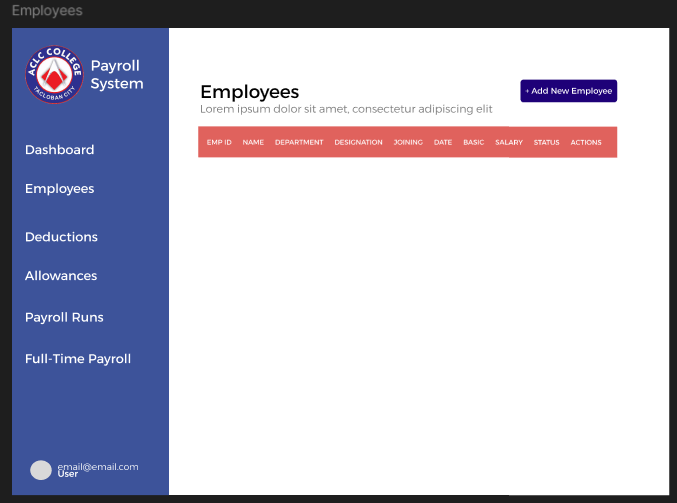 Employees
ACLC COLLEGE
TACLOBAN CITY
Payroll
System
Dashboard
Employees
Deductions
Allowances
Payroll Runs
Full-Time Payroll
email@email.com
User
Employees
Lorem ipsum dolor sit amet, consectetur adipiscing elit
+ Add New Employee
EMP ID NAME DEPARTMENT DESIGNATION JOINING DATE BASIC SALARY STATUS ACTIONS